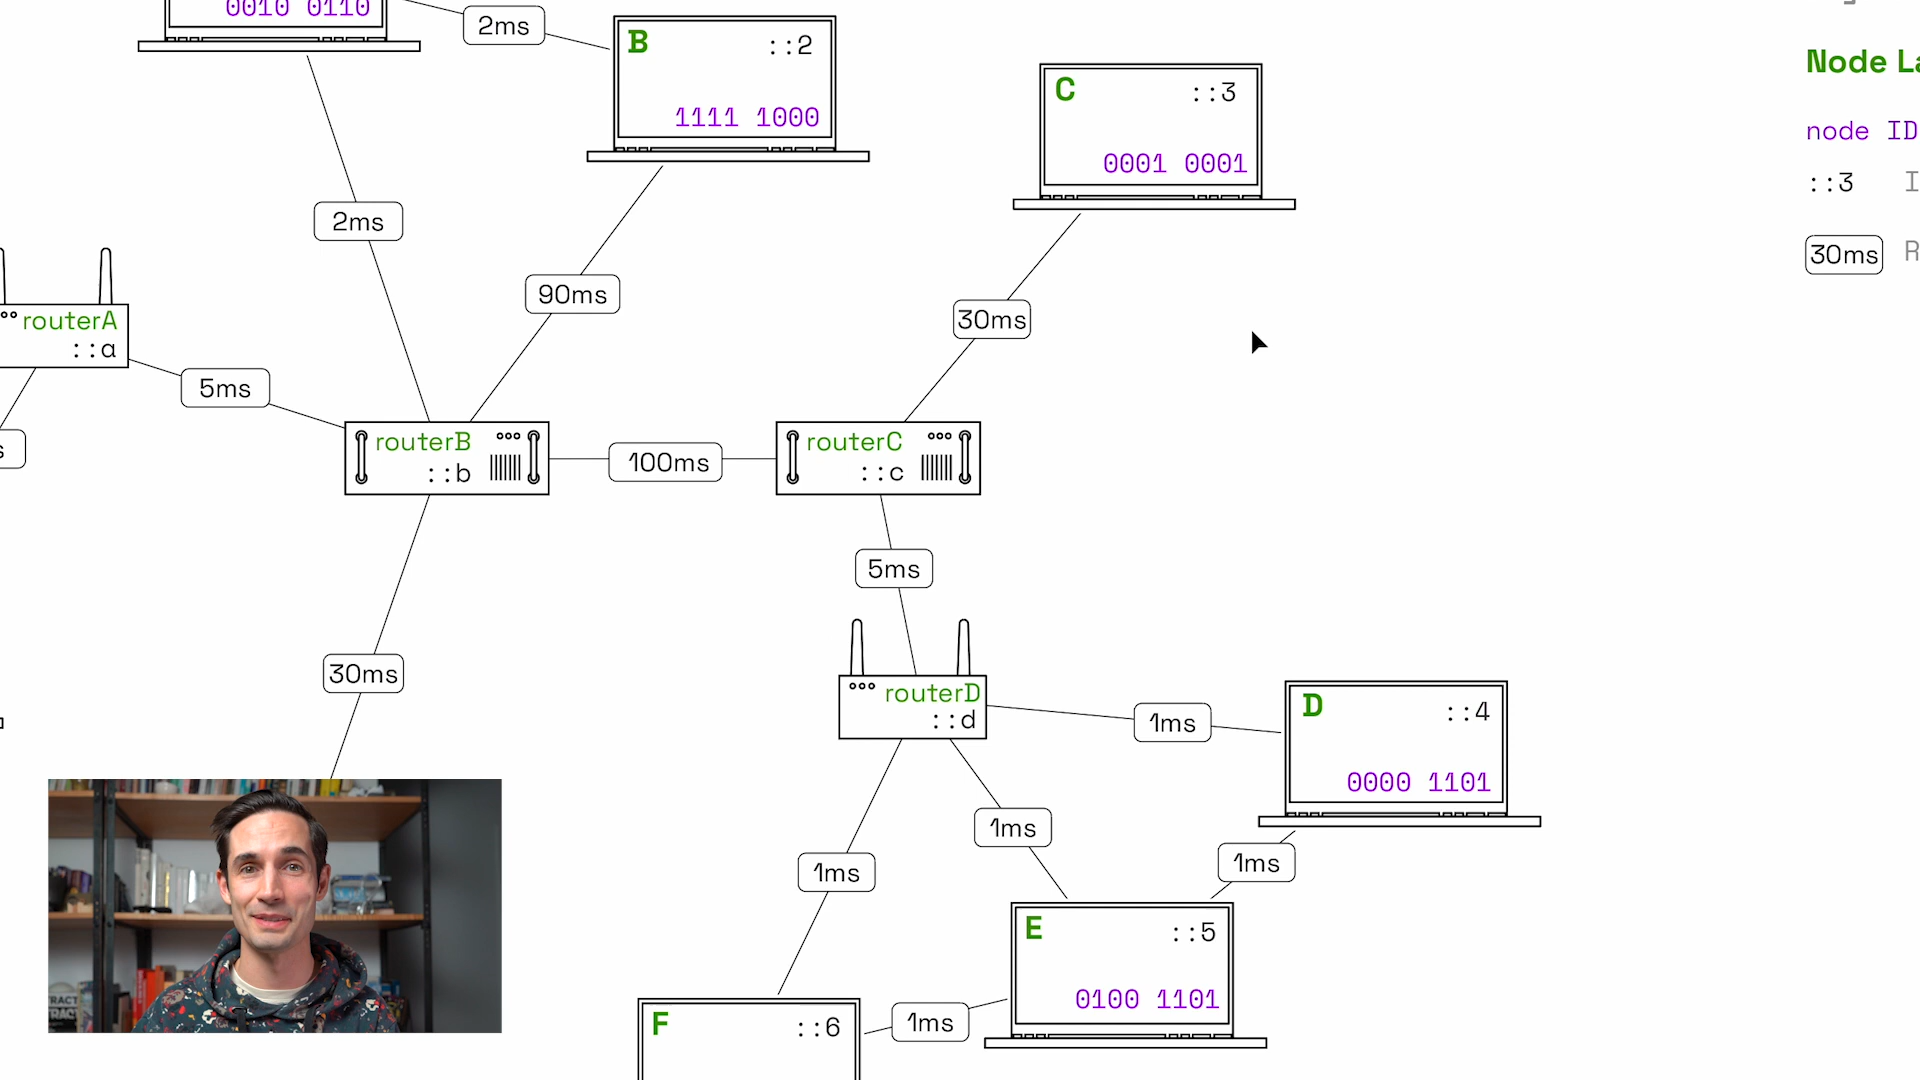 0010 0110
2ms
B ::2
1111 1000
C ::3
0001 0001
Node La
node ID
::3 I
30ms R
2ms
90ms
30ms
routerA
::a
5ms
s
routerB
::b
100ms
routerC
::c
5ms
30ms
routerD
::d
1ms
D ::4
0000 1101
1ms
1ms
1ms
E ::5
0100 1101
F ::6
1ms